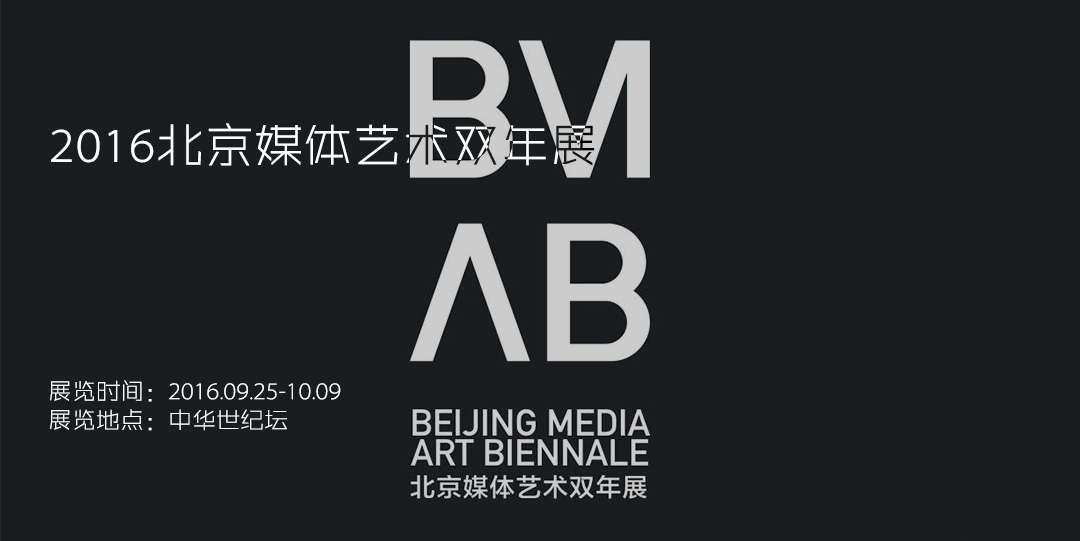 BM
2016北京媒体艺术双年展
AB
展览时间：2016.09.25-10.09
展览地点：中华世纪坛
BEIJING MEDIA
ART BIENNALE
北京媒体艺术双年展